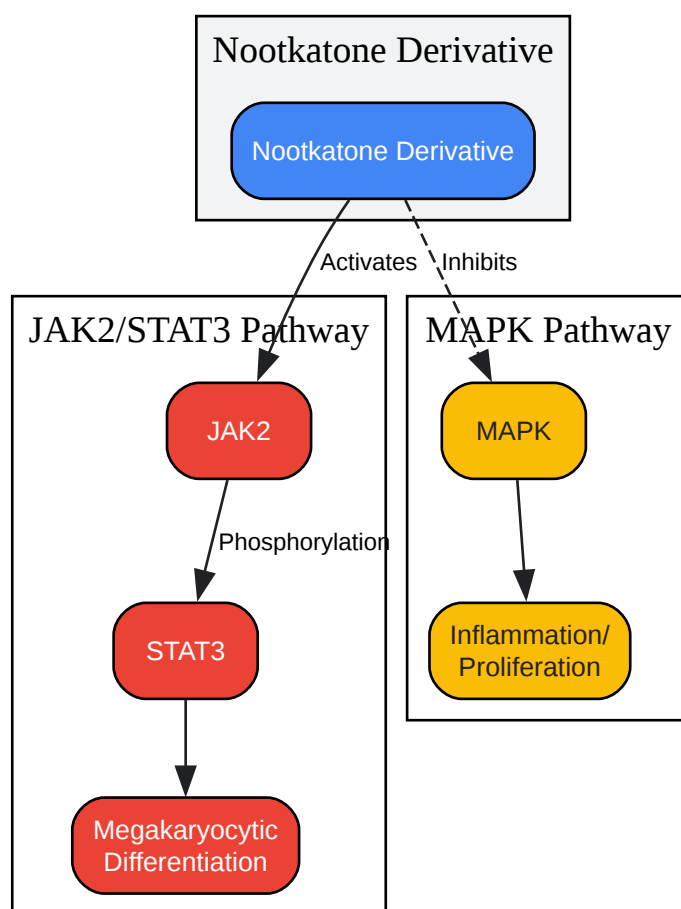 Nootkatone Derivative
Nootkatone Derivative
Activates
Inhibits
JAK2/STAT3 Pathway
MAPK Pathway
JAK2
MAPK
Phosphorylation
STAT3
Inflammation/
Proliferation
Megakaryocytic
Differentiation